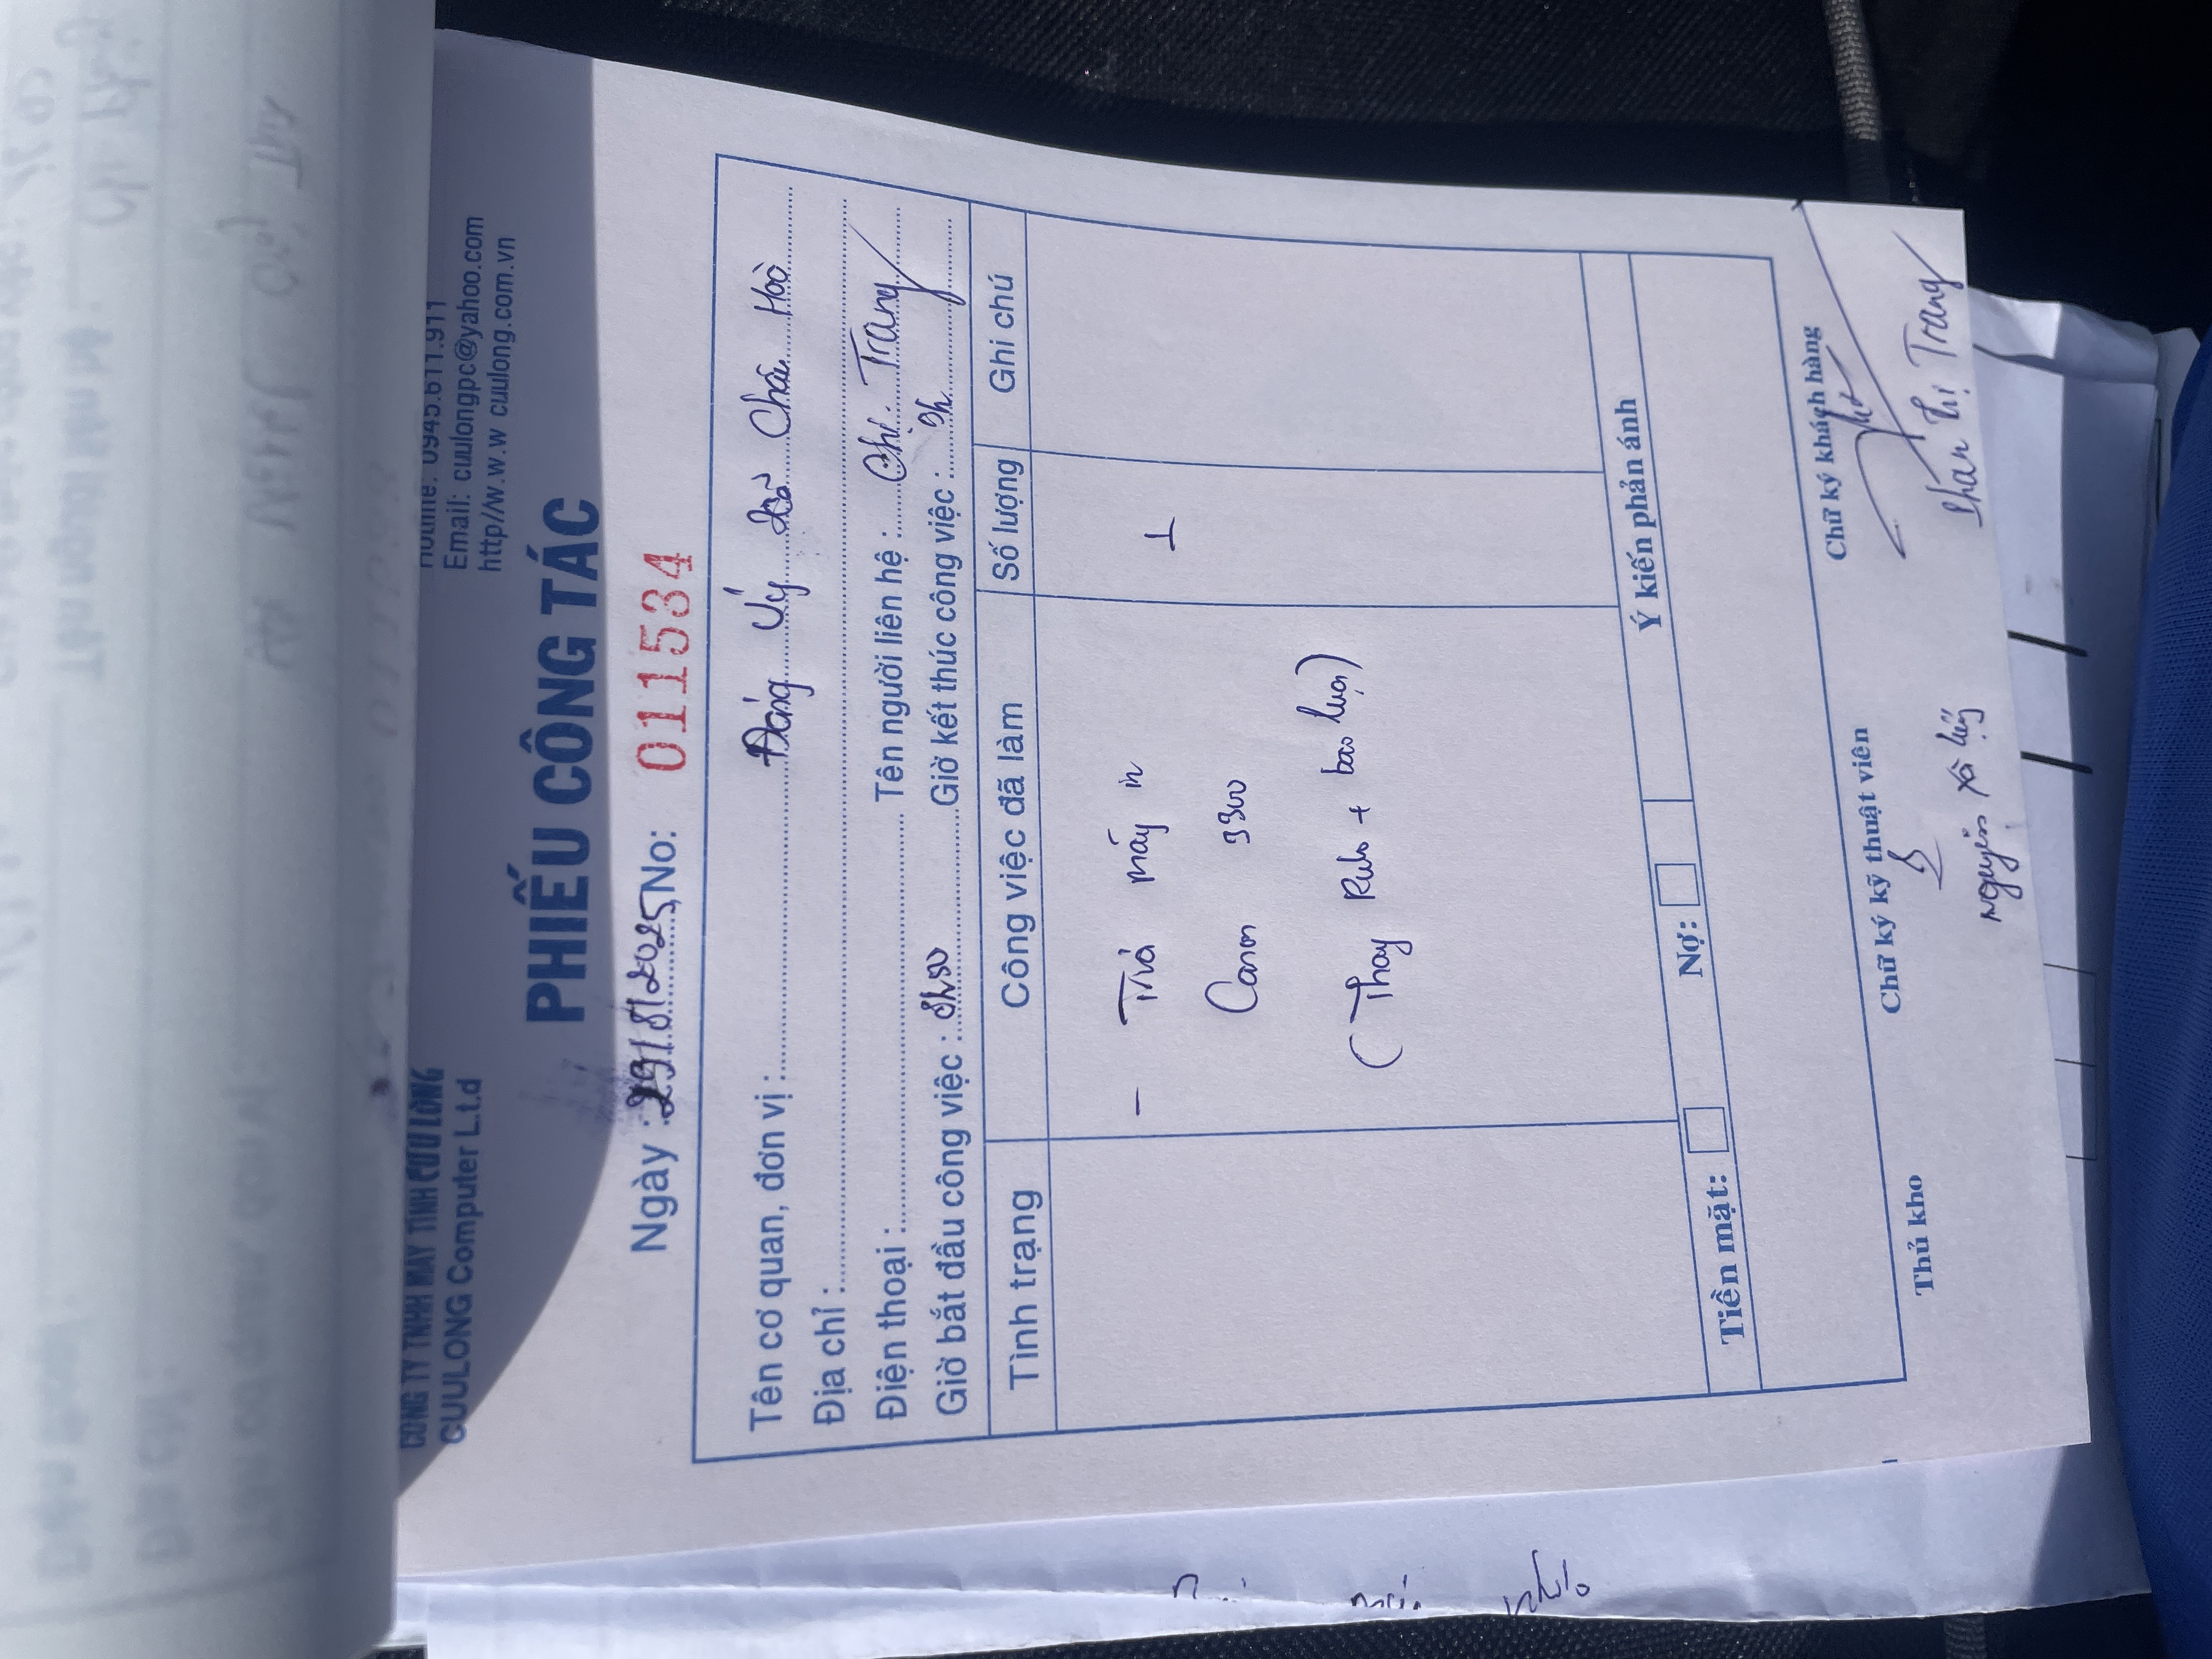 CÔNG TY TNHH MÁY TÍNH CỬU LONG
CUULONG Computer L.t.d
Hotline: 0945.611.911
Email: cuulongpc@yahoo.com
http//w.w.w cuulong.com.vn
PHIẾU CÔNG TÁC
Ngày : 29/8/2025, No: 011534
Tên cơ quan, đơn vị : Đảng ủy xã Châu Hoà
Địa chỉ :
Điện thoại : Tên người liên hệ : Chị Trang
Giờ bắt đầu công việc : 8h50 Giờ kết thúc công việc : 9h
Tình trạng Công việc đã làm Số lượng Ghi chú
- Trả máy in 1
Canon 3300
( Thay Rulo + bao lụa)
Tiền mặt: Nợ: Ý kiến phản ánh
Thủ kho Chữ ký kỹ thuật viên Chữ ký khách hàng
Nguyễn Phan Thị Trang